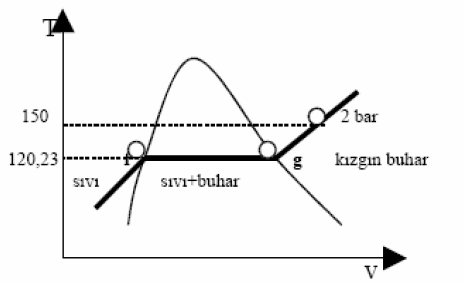 T
150
2 bar
120,23
f
g
kızgın buhar
sıvı
sıvı+buhar
v